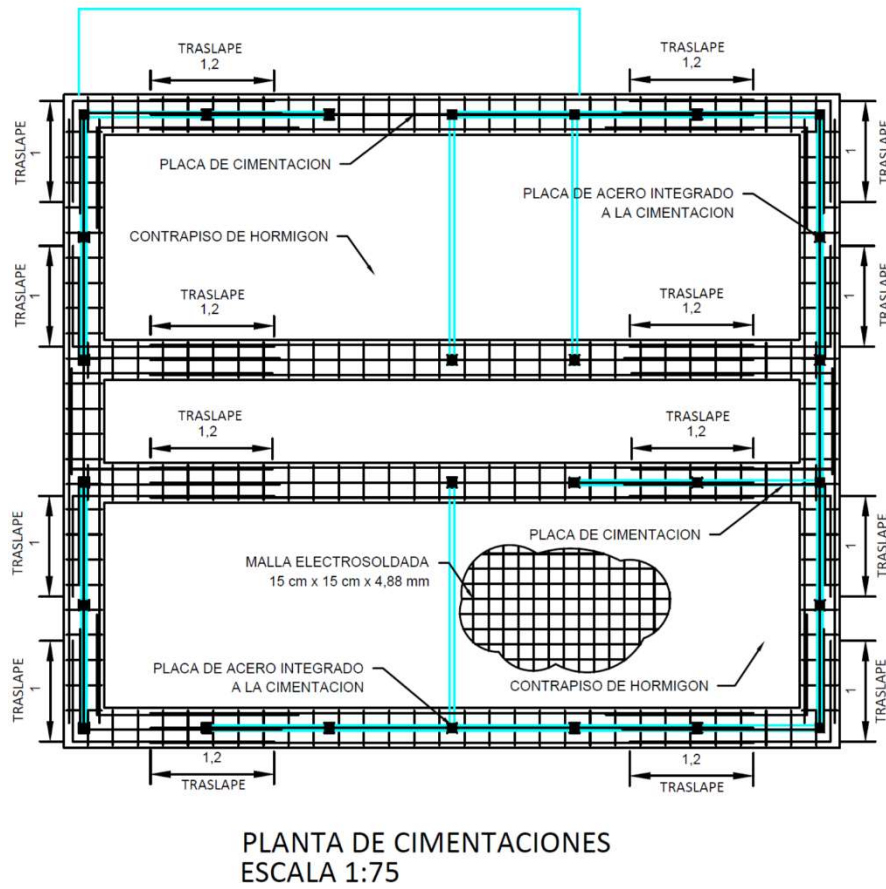 TRASLAPE
1,2
TRASLAPE
1,2
TRASLAPE
1
PLACA DE CIMENTACION
TRASLAPE
1
PLACA DE ACERO INTEGRADO
A LA CIMENTACION
CONTRAPISO DE HORMIGON
TRASLAPE
1
TRASLAPE
1,2
TRASLAPE
1,2
TRASLAPE
1
TRASLAPE
1,2
TRASLAPE
1,2
TRASLAPE
1
PLACA DE CIMENTACION
TRASLAPE
1
MALLA ELECTROSOLDADA
15 cm x 15 cm x 4,88 mm
TRASLAPE
1
PLACA DE ACERO INTEGRADO
A LA CIMENTACION
CONTRAPISO DE HORMIGON
TRASLAPE
1
1,2
TRASLAPE
1,2
TRASLAPE
PLANTA DE CIMENTACIONES
ESCALA 1:75